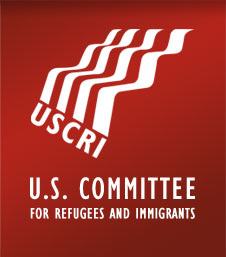 USCRI
U.S. COMMITTEE
FOR REFUGEES AND IMMIGRANTS